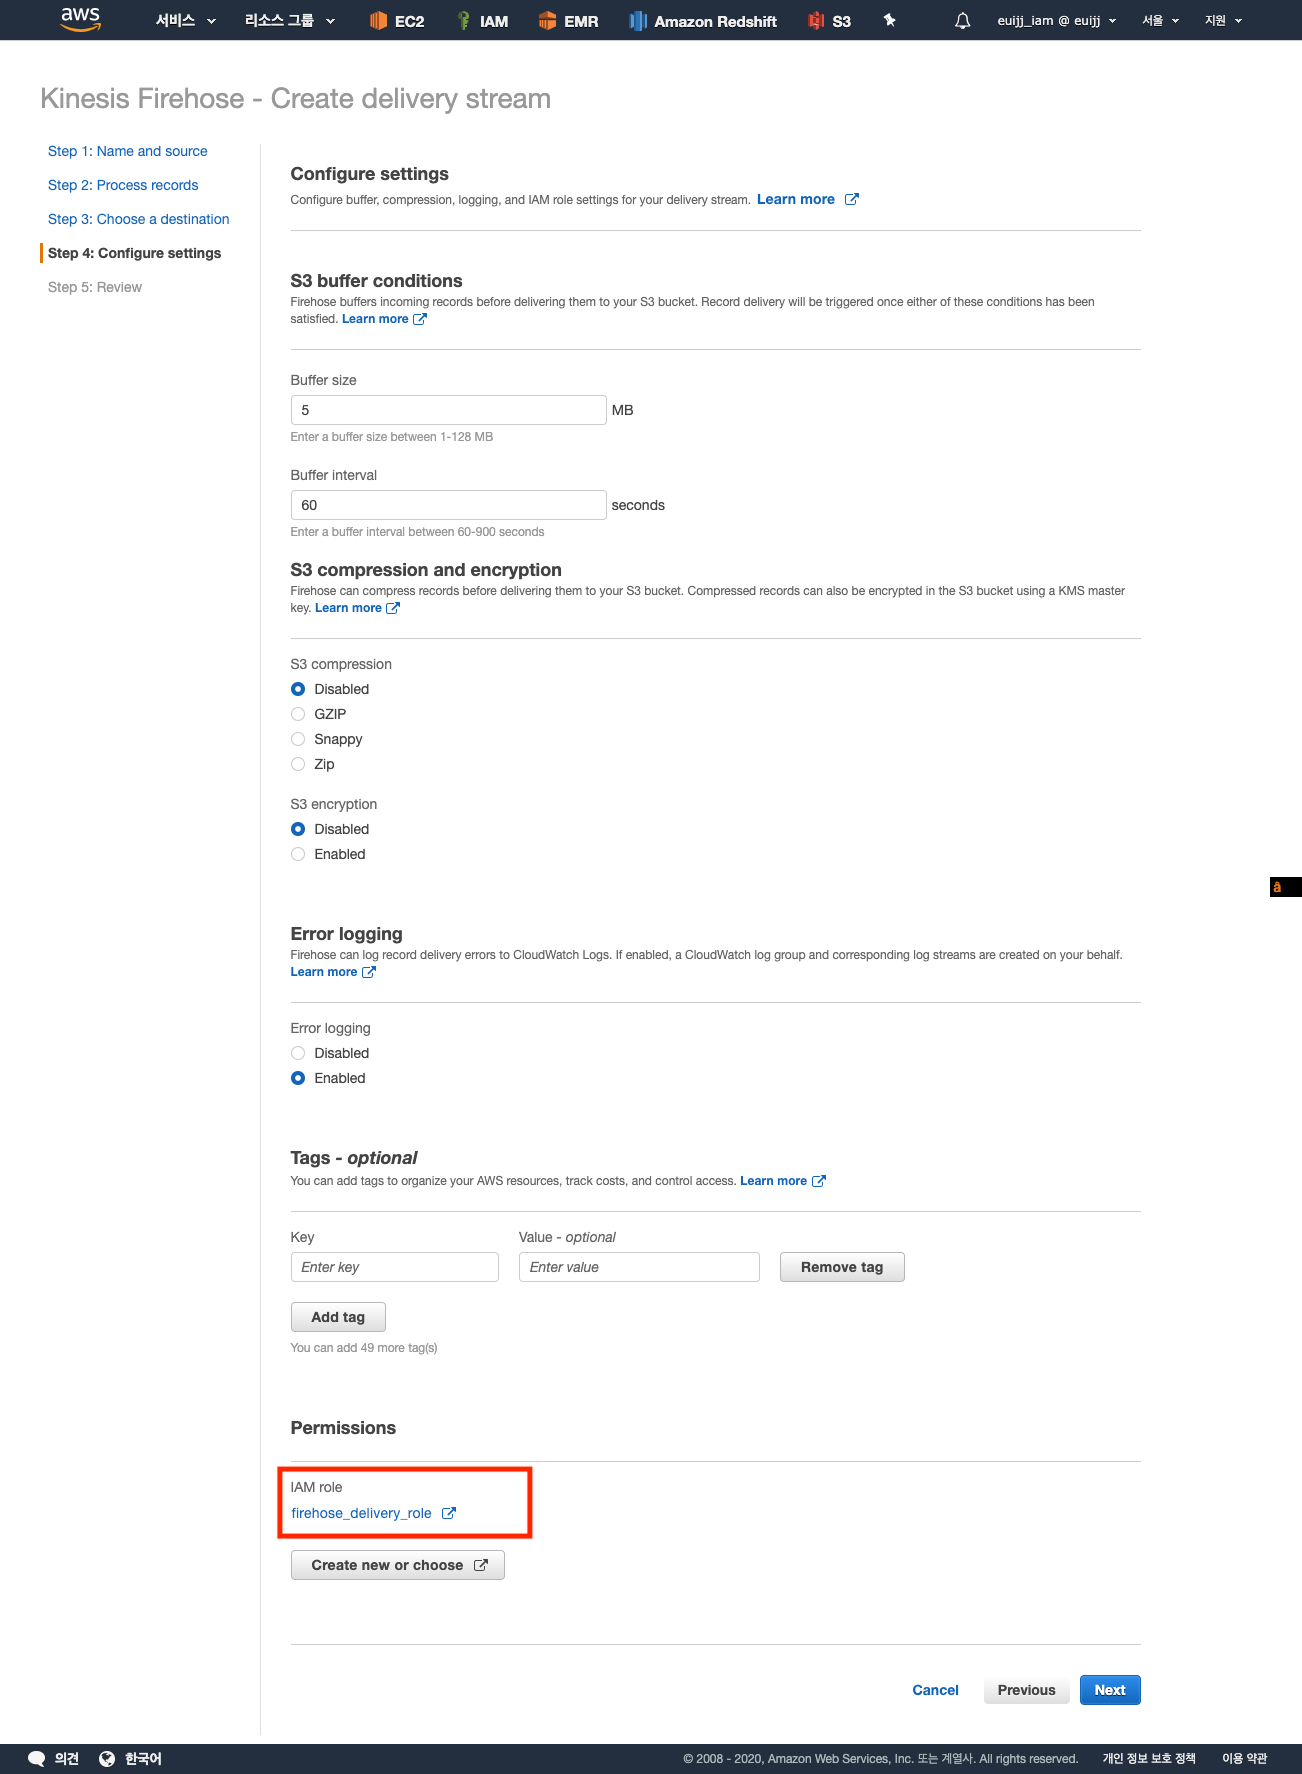 aws 서비스 리소스 그룹 EC2 IAM EMR Amazon Redshift S3 euijj_iam @ euijj 서울 지원
Kinesis Firehose - Create delivery stream
Step 1: Name and source
Step 2: Process records
Step 3: Choose a destination
Step 4: Configure settings
Step 5: Review
Configure settings
Configure buffer, compression, logging, and IAM role settings for your delivery stream. Learn more
S3 buffer conditions
Firehose buffers incoming records before delivering them to your S3 bucket. Record delivery will be triggered once either of these conditions has been
satisfied. Learn more
Buffer size
5 MB
Enter a buffer size between 1-128 MB
Buffer interval
60 seconds
Enter a buffer interval between 60-900 seconds
S3 compression and encryption
Firehose can compress records before delivering them to your S3 bucket. Compressed records can also be encrypted in the S3 bucket using a KMS master
key. Learn more
S3 compression
Disabled
GZIP
Snappy
Zip
S3 encryption
Disabled
Enabled
â
Error logging
Firehose can log record delivery errors to CloudWatch Logs. If enabled, a CloudWatch log group and corresponding log streams are created on your behalf.
Learn more
Error logging
Disabled
Enabled
Tags - optional
You can add tags to organize your AWS resources, track costs, and control access. Learn more
Key Value - optional
Enter key Enter value Remove tag
Add tag
You can add 49 more tag(s)
Permissions
IAM role
firehose_delivery_role
Create new or choose
Cancel Previous Next
의견 한국어 © 2008 - 2020, Amazon Web Services, Inc. 또는 계열사. All rights reserved. 개인 정보 보호 정책 이용 약관